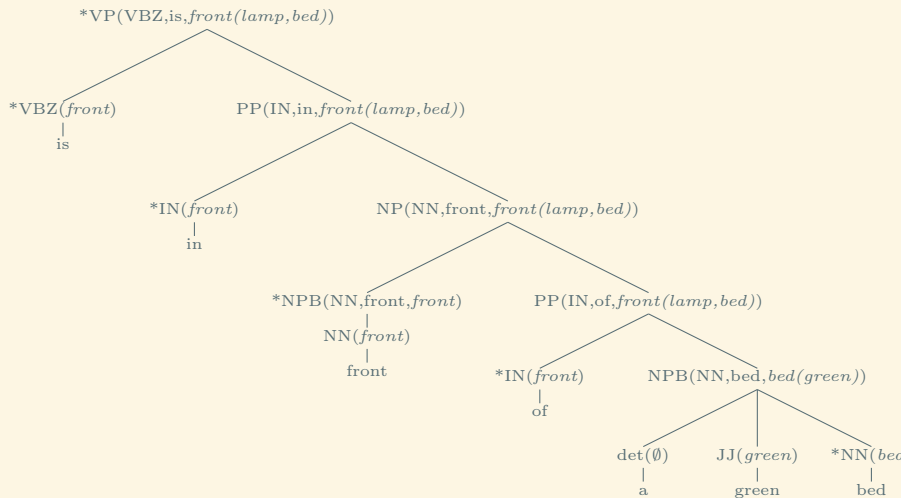 *VP(VBZ,is,front(lamp,bed))
*VBZ(front) PP(IN,in,front(lamp,bed))
is
*IN(front) NP(NN,front,front(lamp,bed))
in
*NPB(NN,front,front) PP(IN,of,front(lamp,bed))
NN(front)
front *IN(front) NPB(NN,bed,bed(green))
of
det(∅) JJ(green) *NN(bed
a green bed